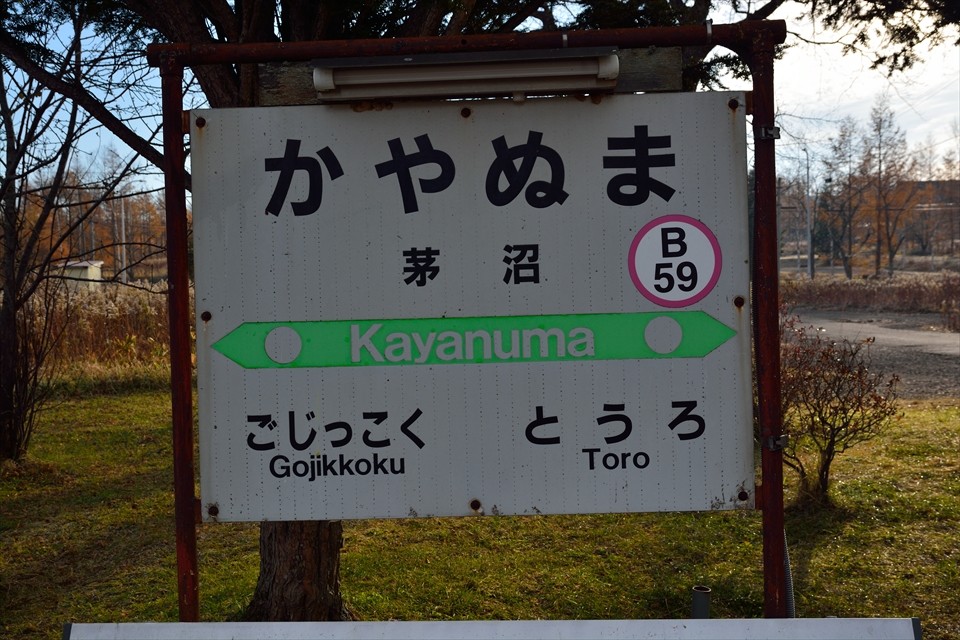 かやぬま
茅沼
B
59
Kayanuma
ごじっこく
とうろ
Gojikkoku
Toro